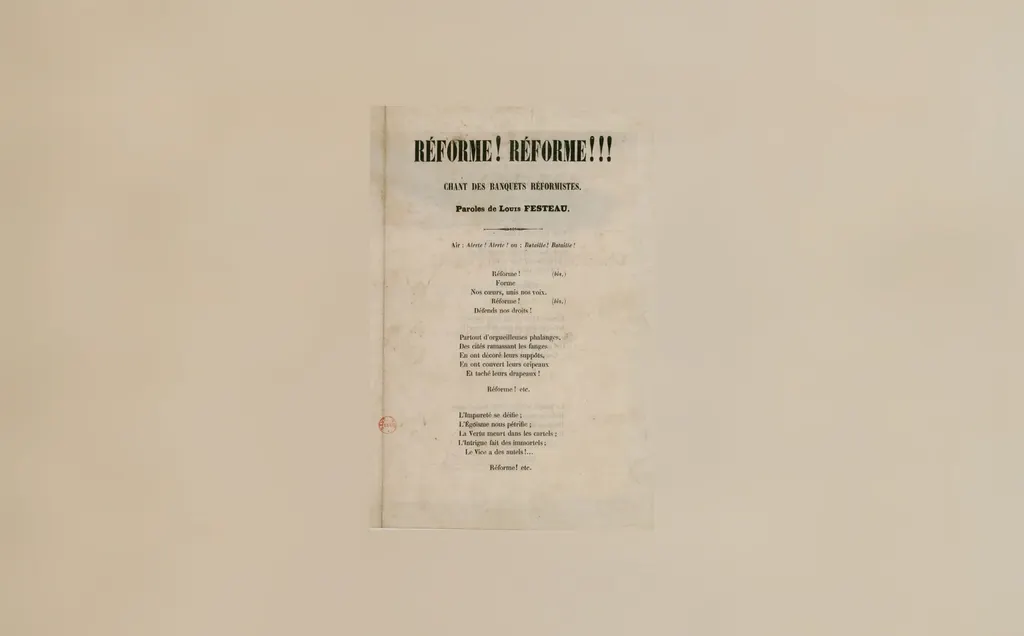 RÉFORME! RÉFORME!!!
CHANT DES BANQUETS RÉFORMISTES.
Paroles de Louis FESTEAU.
Air : Alerte! Alerte! ou : Bataille! Bataille!
Réforme! (bis.)
Forme
Nos cœurs, unis nos voix.
Réforme! (bis.)
Défends nos droits!
Partout d'orgueilleuses phalanges,
Des cités ramassant les fanges
En ont décoré leurs suppôts,
En ont couvert leurs oripeaux
Et taché leurs drapeaux!
Réforme! etc.
L'Impureté se déifie;
L'Égoïsme nous pétrifie;
La Vertu meurt dans les cartels;
L'Intrigue fait des immortels;
Le Vice a des autels!...
Réforme! etc.